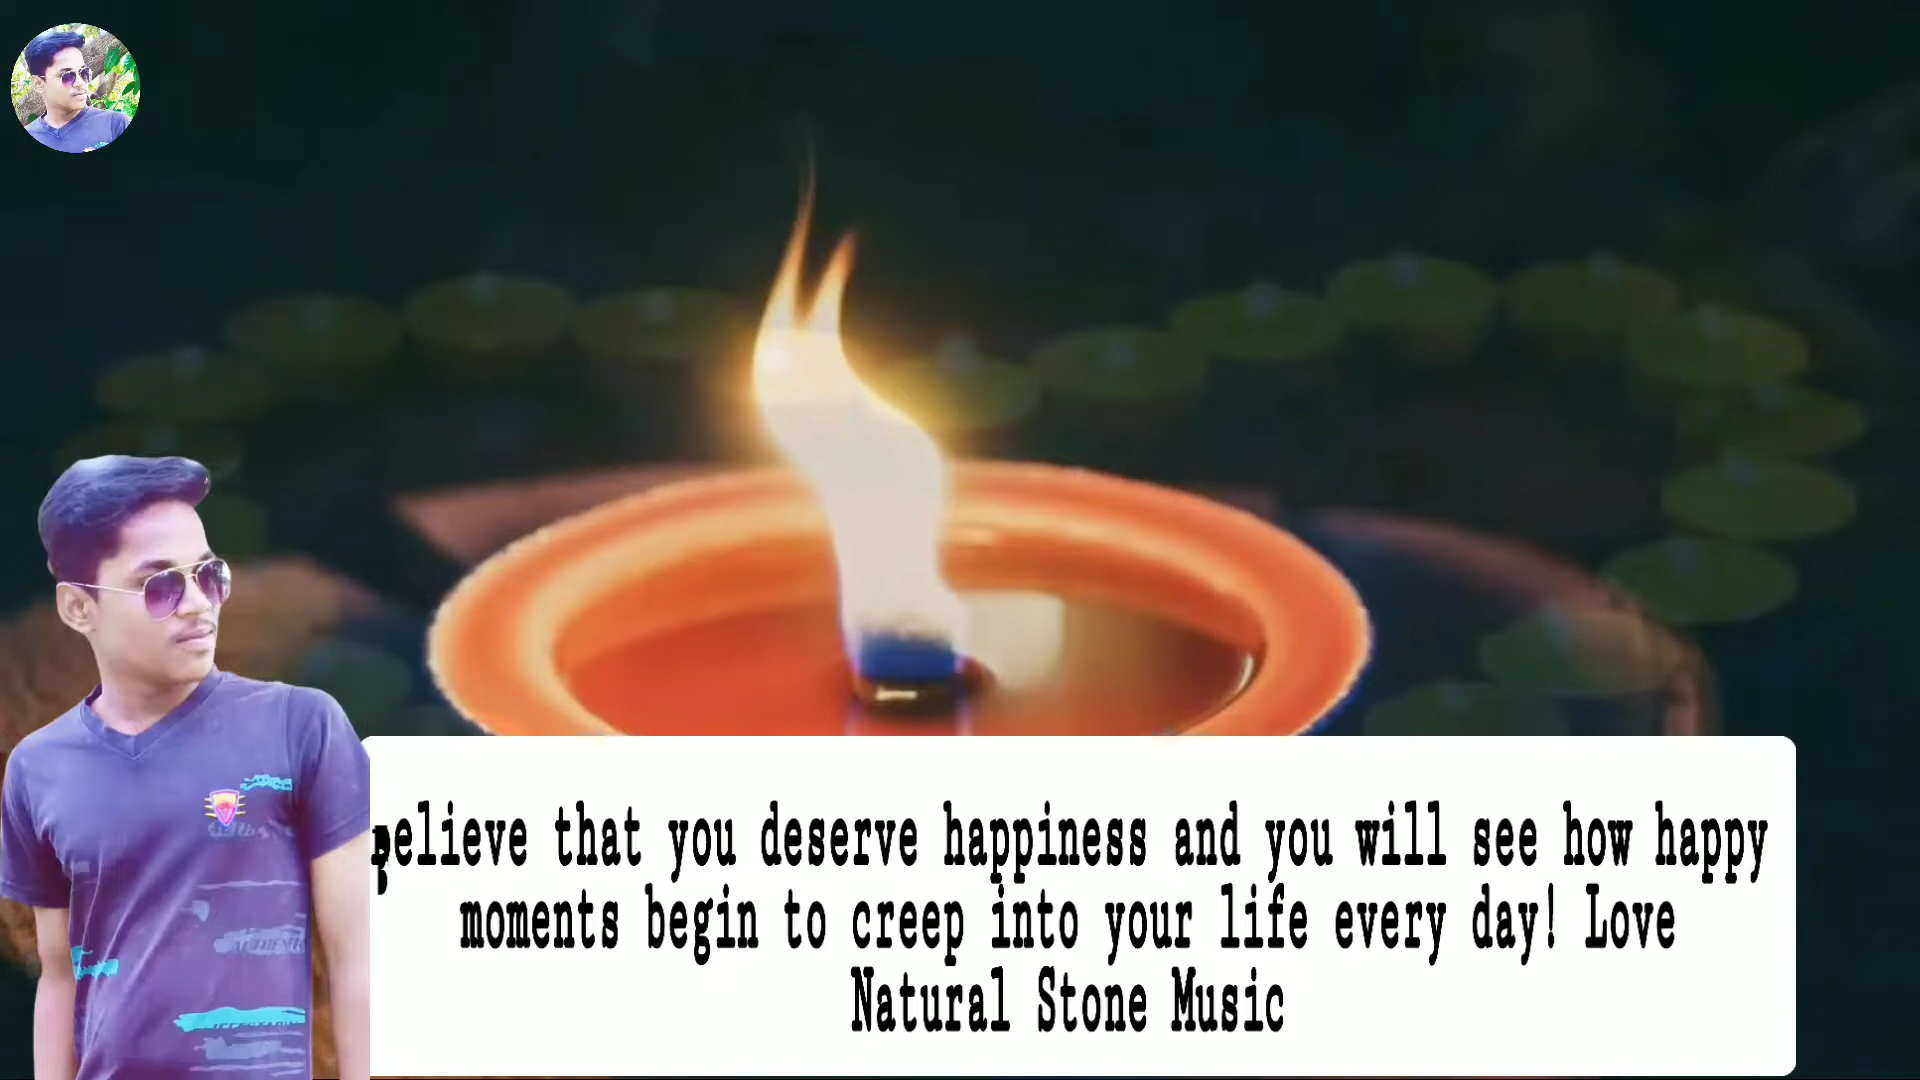 Believe that you deserve happiness and you will see how happy
moments begin to creep into your life every day! Love
Natural Stone Music